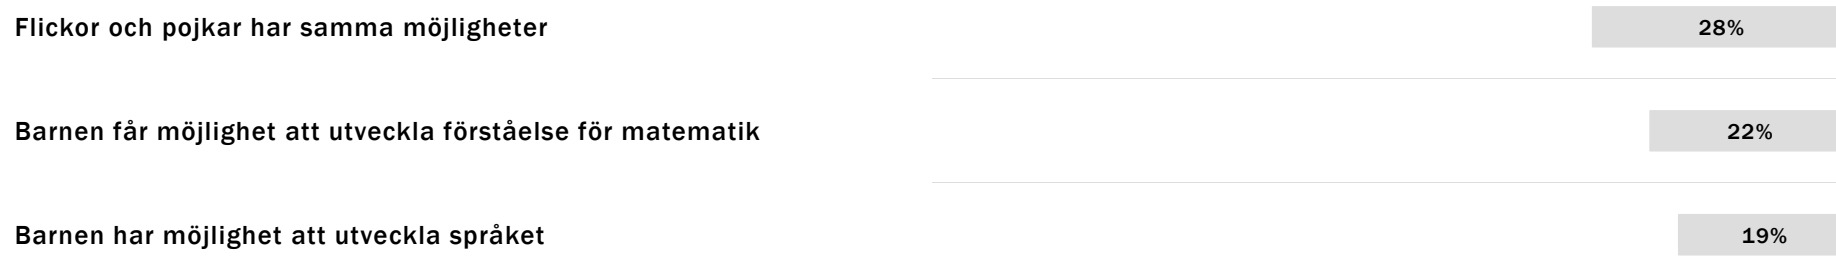 Flickor och pojkar har samma möjligheter 28%
Barnen får möjlighet att utveckla förståelse för matematik 22%
Barnen har möjlighet att utveckla språket 19%